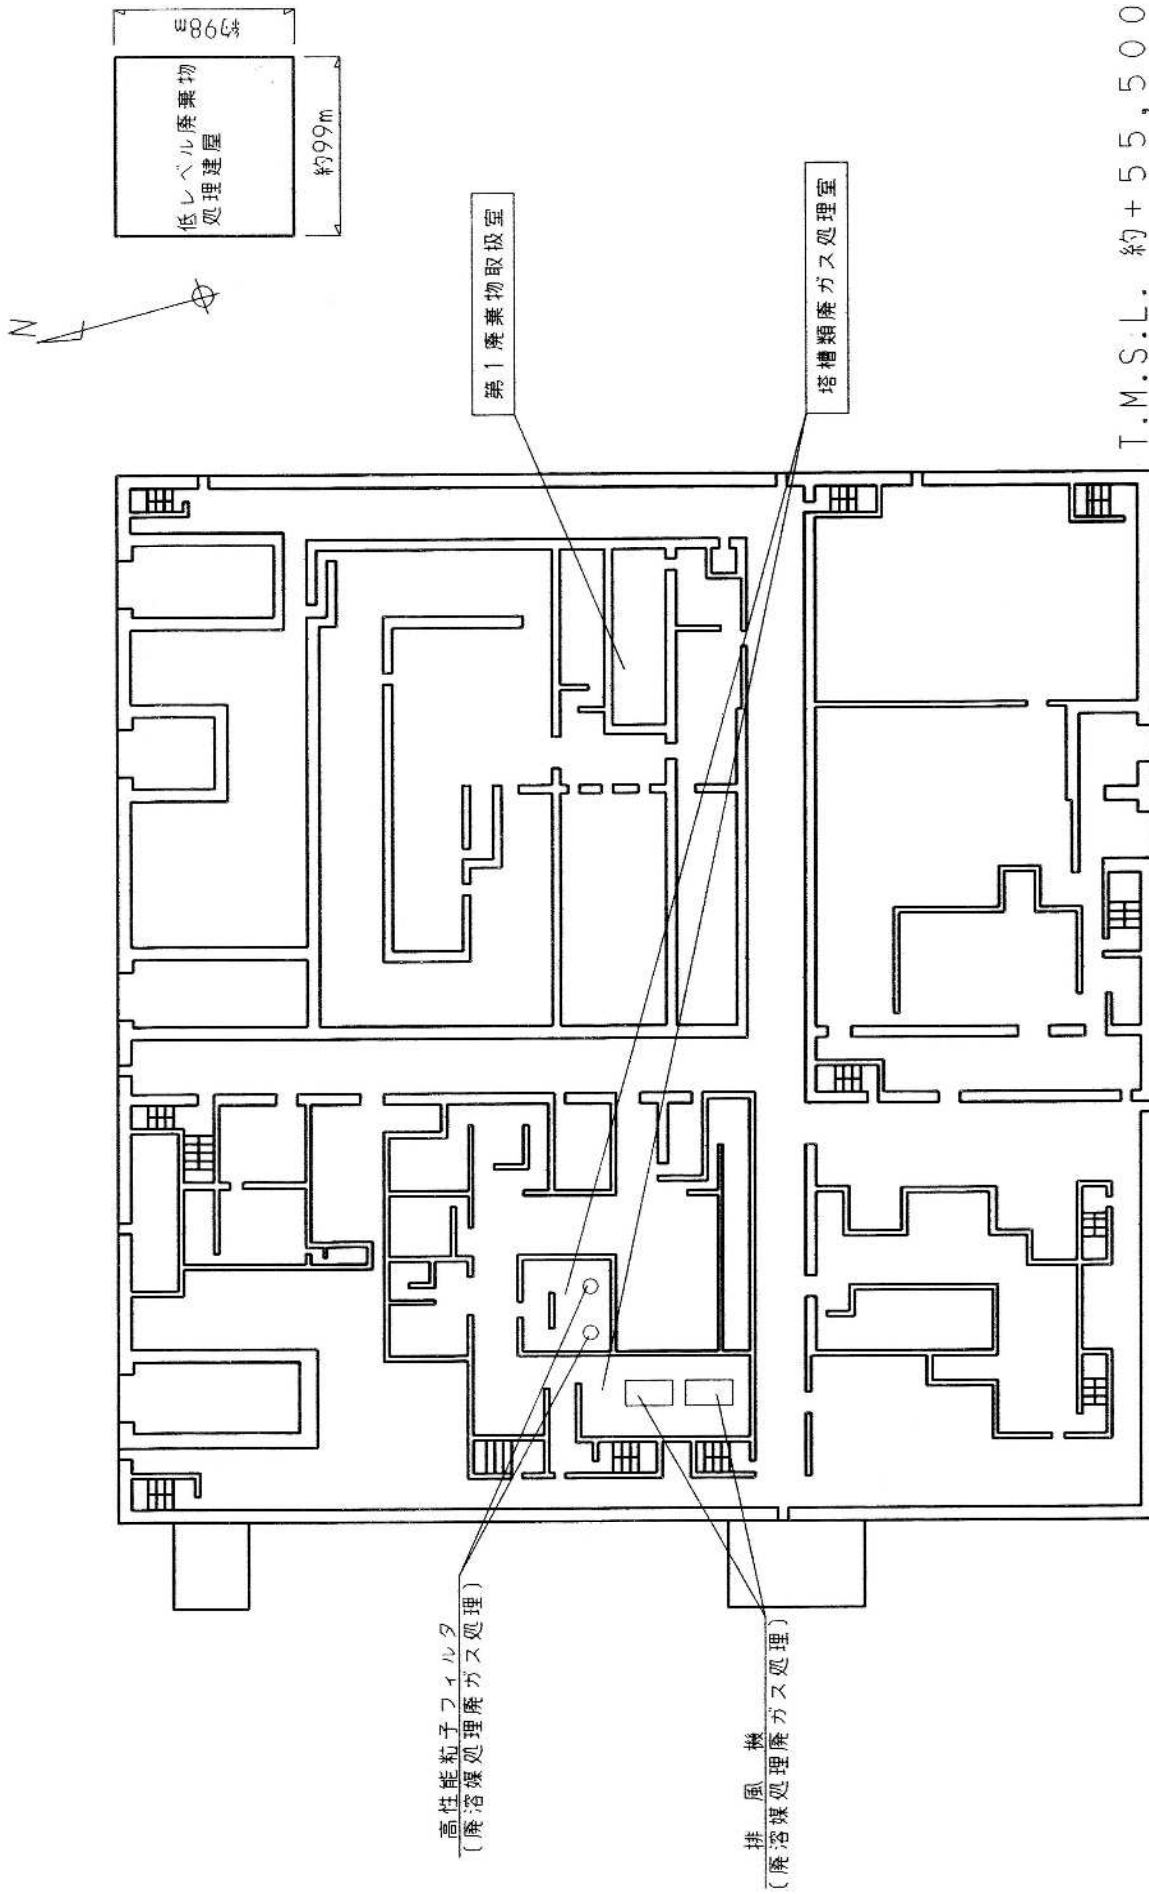 N
低レベル廃棄物
処理建屋
約98m
約99m
第1廃棄物取扱室
塔槽類廃ガス処理室
高性能粒子フィルタ
(廃溶媒処理廃ガス処理)
排風機
(廃溶媒処理廃ガス処理)
T.M.S.L. 約+55,500